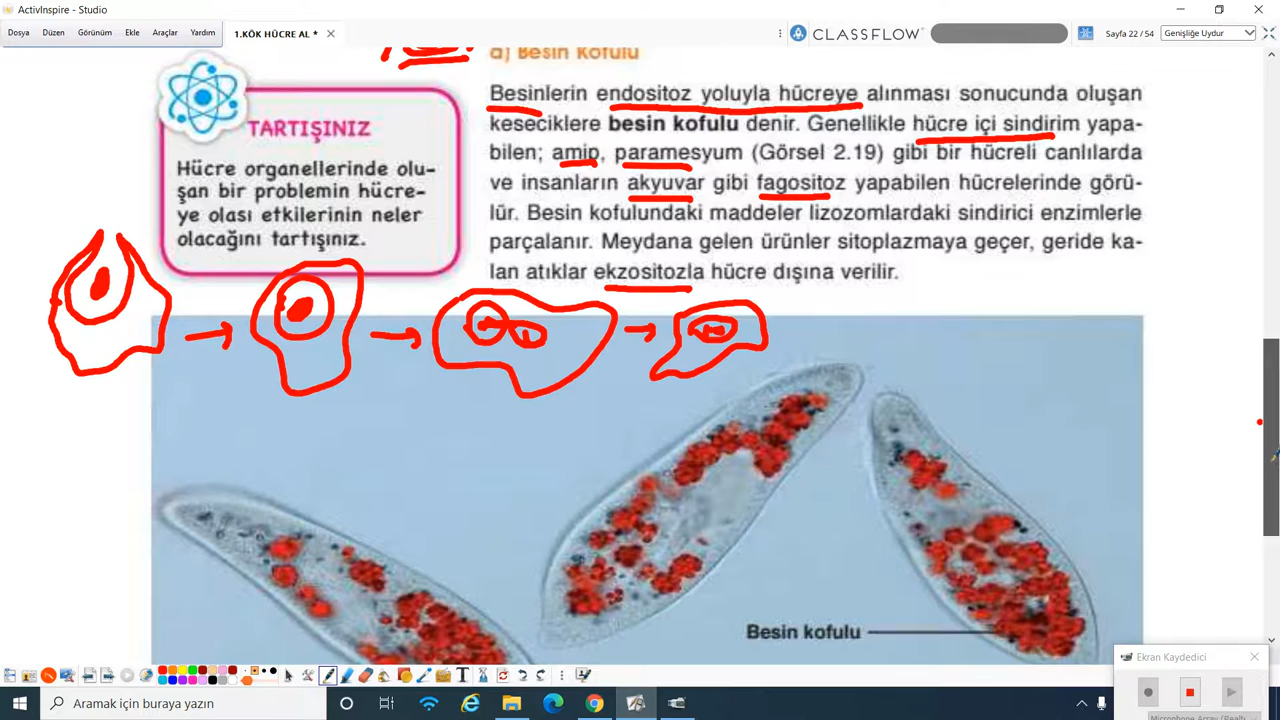 ActivInspire - Studio
Dosya Düzen Görünüm Ekle Araçlar Yardım
1.KÖK HÜCRE AL *
CLASSFLOW
Sayfa 22 / 54
Genişliğe Uydur
a) Besin Kofulu
TARTIŞINIZ
Hücre organellerinde olu-
şan bir problemin hücre-
ye olası etkilerinin neler
olacağını tartışınız.
Besinlerin endositoz yoluyla hücreye alınması sonucunda oluşan
keseciklere besin kofulu denir. Genellikle hücre içi sindirim yapa-
bilen; amip, paramesyum (Görsel 2.19) gibi bir hücreli canlılarda
ve insanların akyuvar gibi fagositoz yapabilen hücrelerinde görü-
lür. Besin kofulundaki maddeler lizozomlardaki sindirici enzimlerle
parçalanır. Meydana gelen ürünler sitoplazmaya geçer, geride ka-
lan atıklar ekzositozla hücre dışına verilir.
Besin kofulu
Ekran Kaydedici
Aramak için buraya yazın